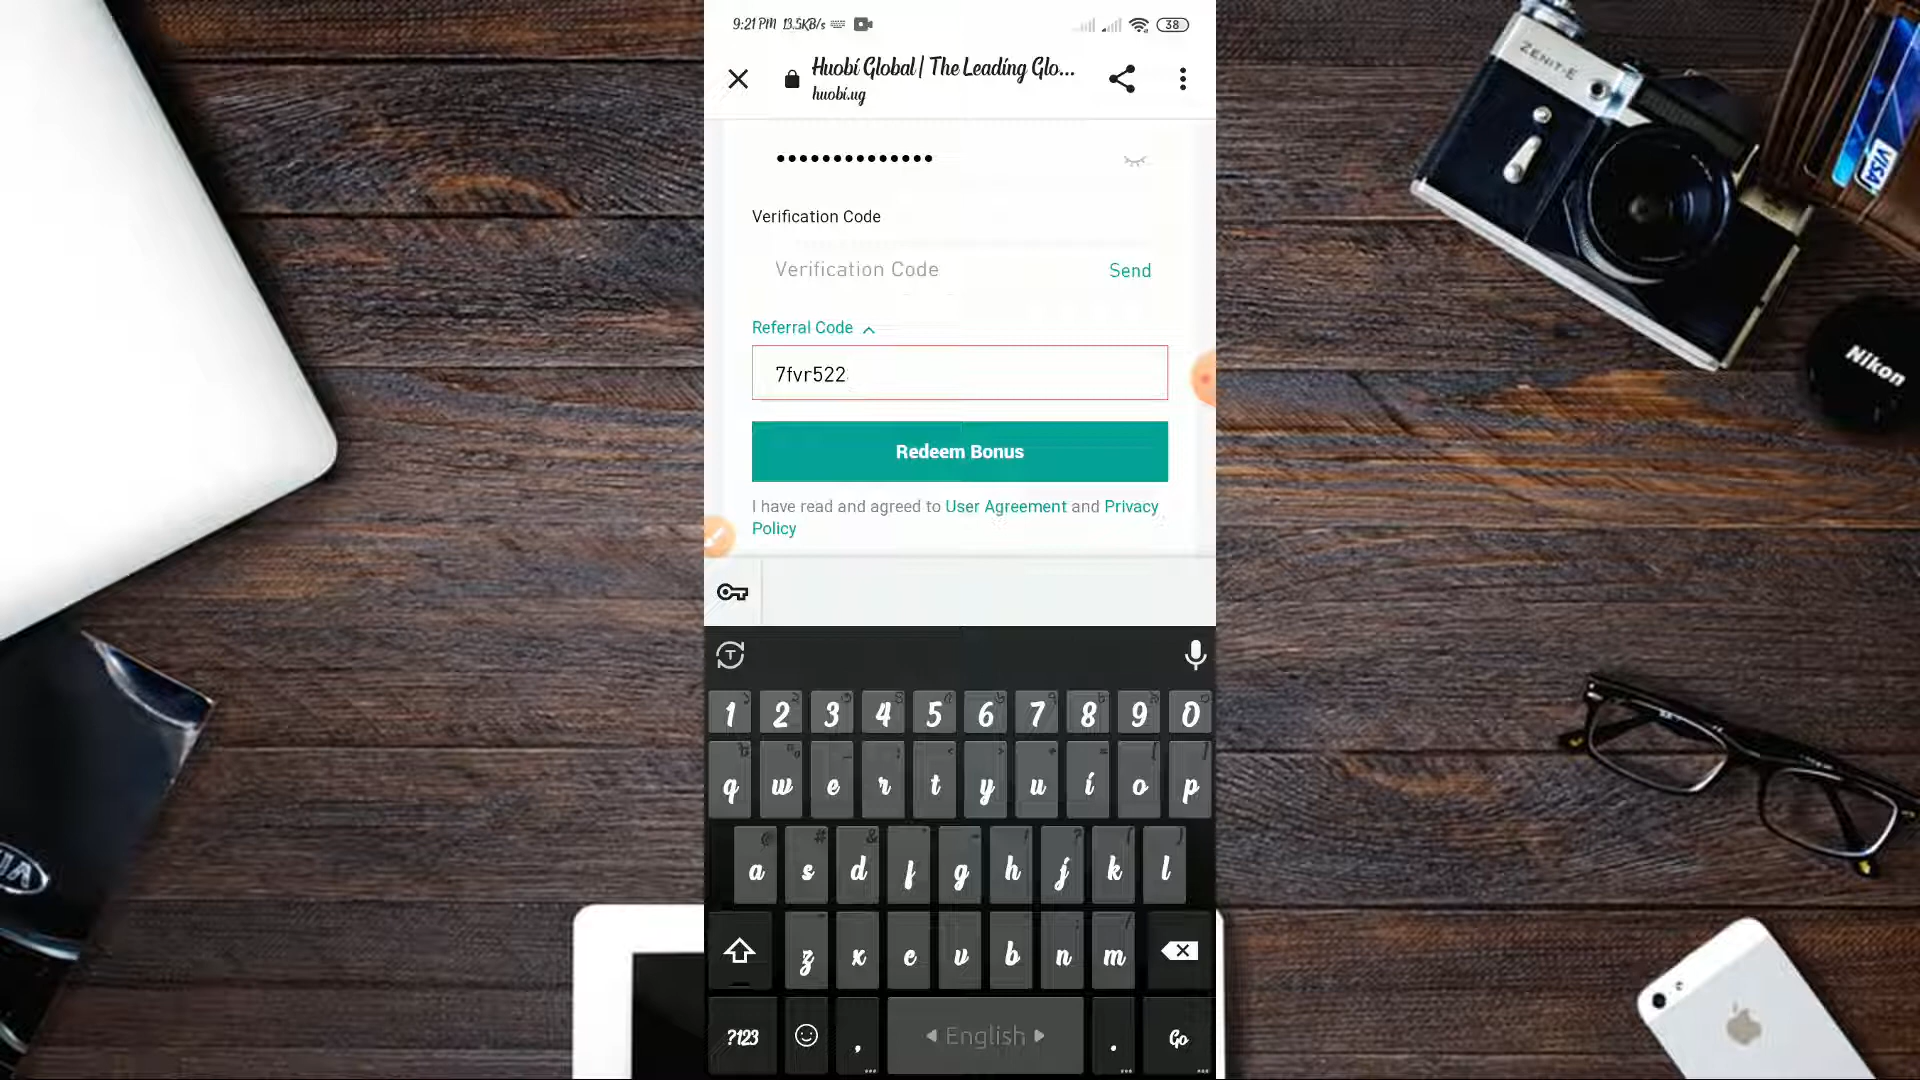 9:21 PM 13.5KB/s
38
Huobi Global | The Leading Glo...
huobi.ug
Verification Code
Verification Code
Send
Referral Code
7fvr522
Redeem Bonus
I have read and agreed to User Agreement and Privacy
Policy
1 2 3 4 5 6 7 8 9 0
q w e r t y u i o p
a s d f g h j k l
z x c v b n m
?123 , English . Go
ZENIT-E
VISA
Nikon